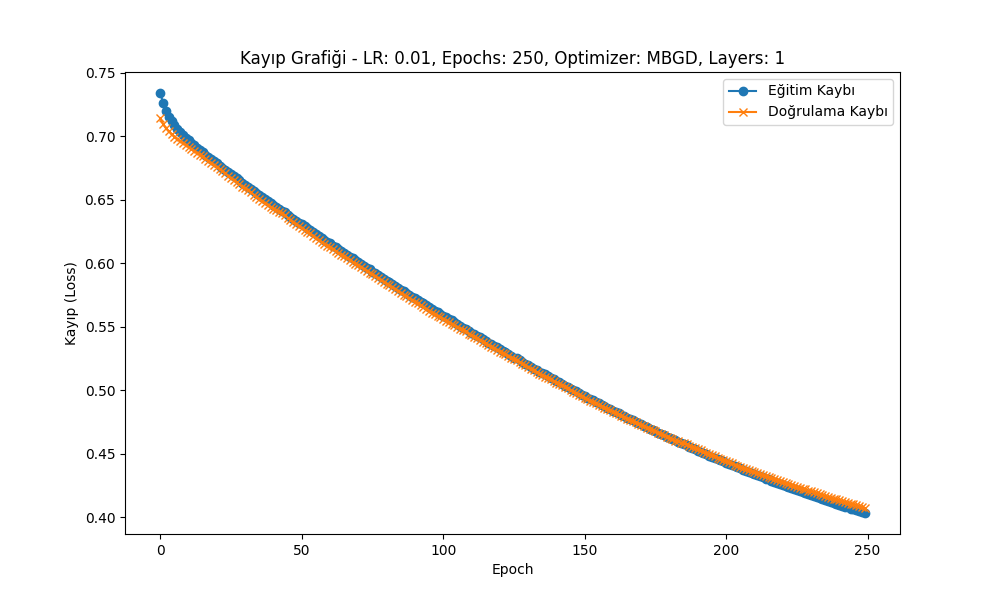 Kayıp Grafiği - LR: 0.01, Epochs: 250, Optimizer: MBGD, Layers: 1
Eğitim Kaybı
Doğrulama Kaybı
Kayıp (Loss)
0.75
0.70
0.65
0.60
0.55
0.50
0.45
0.40
0
50
100
150
200
250
Epoch